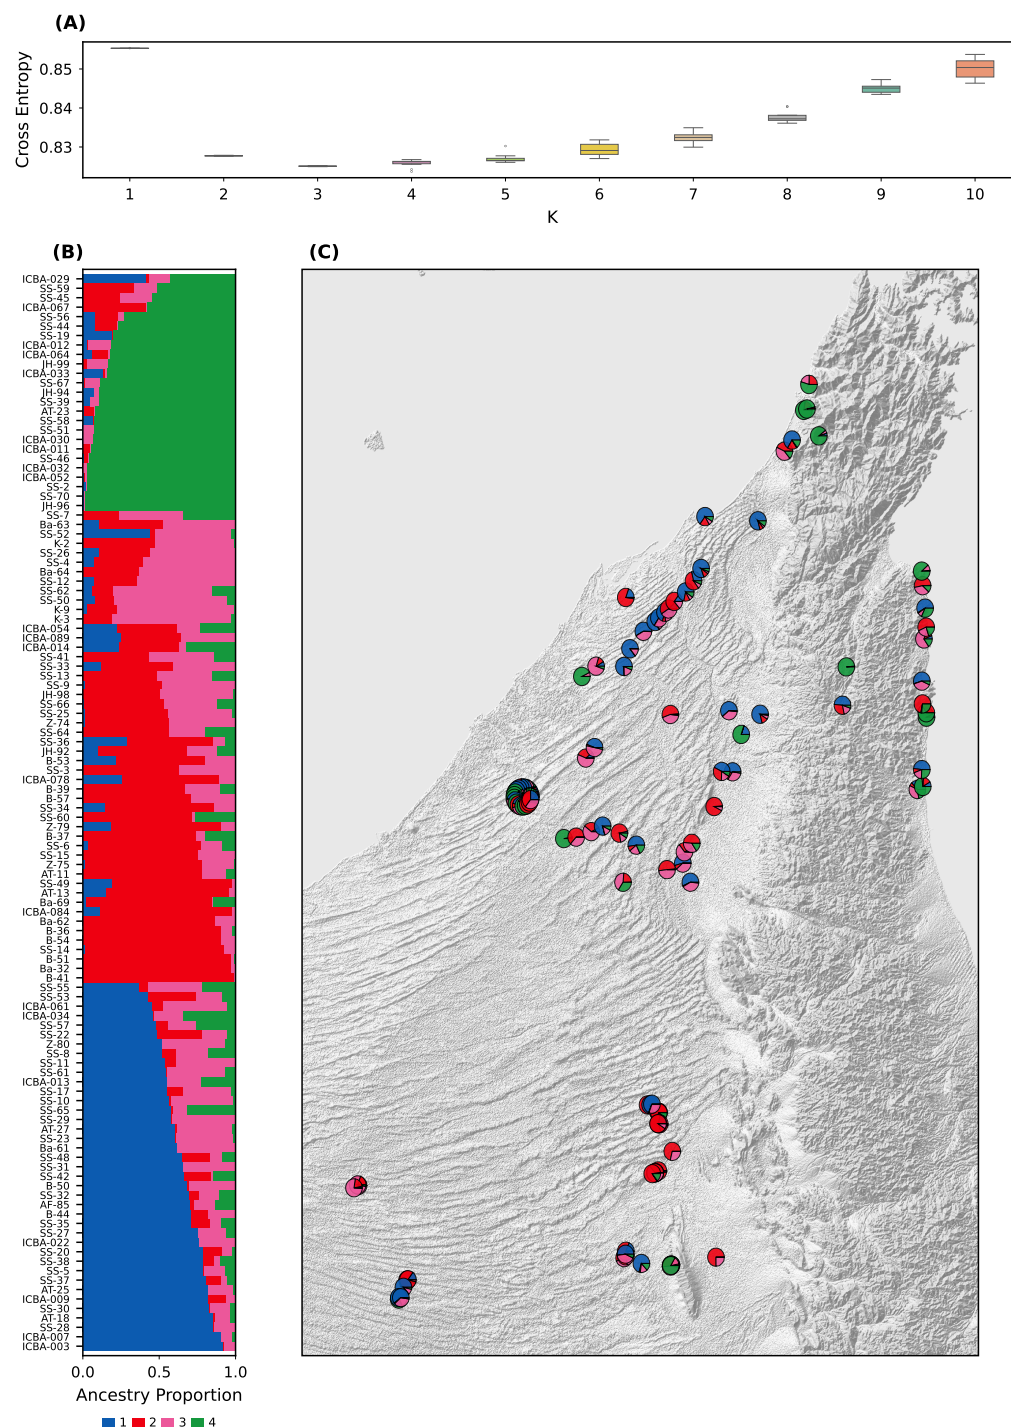 (A)
Cross Entropy
0.85
0.84
0.83
1 2 3 4 5 6 7 8 9 10
K
(B)
(C)
ICBA-029
SS-59
SS-45
ICBA-067
SS-56
SS-44
SS-19
ICBA-012
ICBA-064
JH-99
ICBA-033
SS-67
JH-94
SS-39
AT-23
SS-58
SS-51
ICBA-030
ICBA-011
SS-46
ICBA-032
ICBA-052
SS-2
SS-70
JH-96
SS-7
Ba-63
SS-52
K-2
SS-26
SS-4
Ba-64
SS-12
SS-62
SS-50
K-9
K-3
ICBA-054
ICBA-089
ICBA-014
SS-41
SS-33
SS-13
SS-9
JH-98
SS-66
SS-25
Z-74
SS-64
SS-36
JH-92
B-53
SS-3
ICBA-078
B-39
B-57
SS-34
SS-60
Z-79
B-37
SS-6
SS-15
Z-75
AT-11
SS-49
AT-13
Ba-69
ICBA-084
Ba-62
B-36
B-54
SS-14
B-51
Ba-32
B-41
SS-55
SS-53
ICBA-061
ICBA-034
SS-57
SS-22
Z-80
SS-8
SS-11
SS-61
ICBA-013
SS-17
SS-10
SS-65
SS-29
AT-27
SS-23
Ba-61
SS-48
SS-31
SS-42
B-50
SS-32
AF-85
B-44
SS-35
SS-27
ICBA-022
SS-20
SS-38
SS-5
SS-37
AT-25
ICBA-009
SS-30
AT-18
SS-28
ICBA-007
ICBA-003
0.0 0.5 1.0
Ancestry Proportion
1 2 3 4